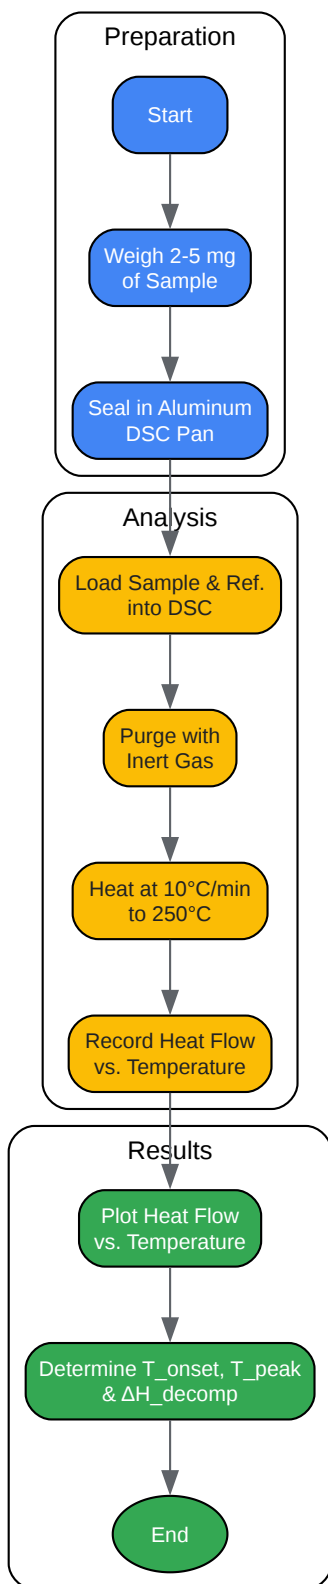 Preparation
Start
Weigh 2-5 mg
of Sample
Seal in Aluminum
DSC Pan
Analysis
Load Sample & Ref.
into DSC
Purge with
Inert Gas
Heat at 10°C/min
to 250°C
Record Heat Flow
vs. Temperature
Results
Plot Heat Flow
vs. Temperature
Determine T_onset, T_peak
& ΔH_decomp
End